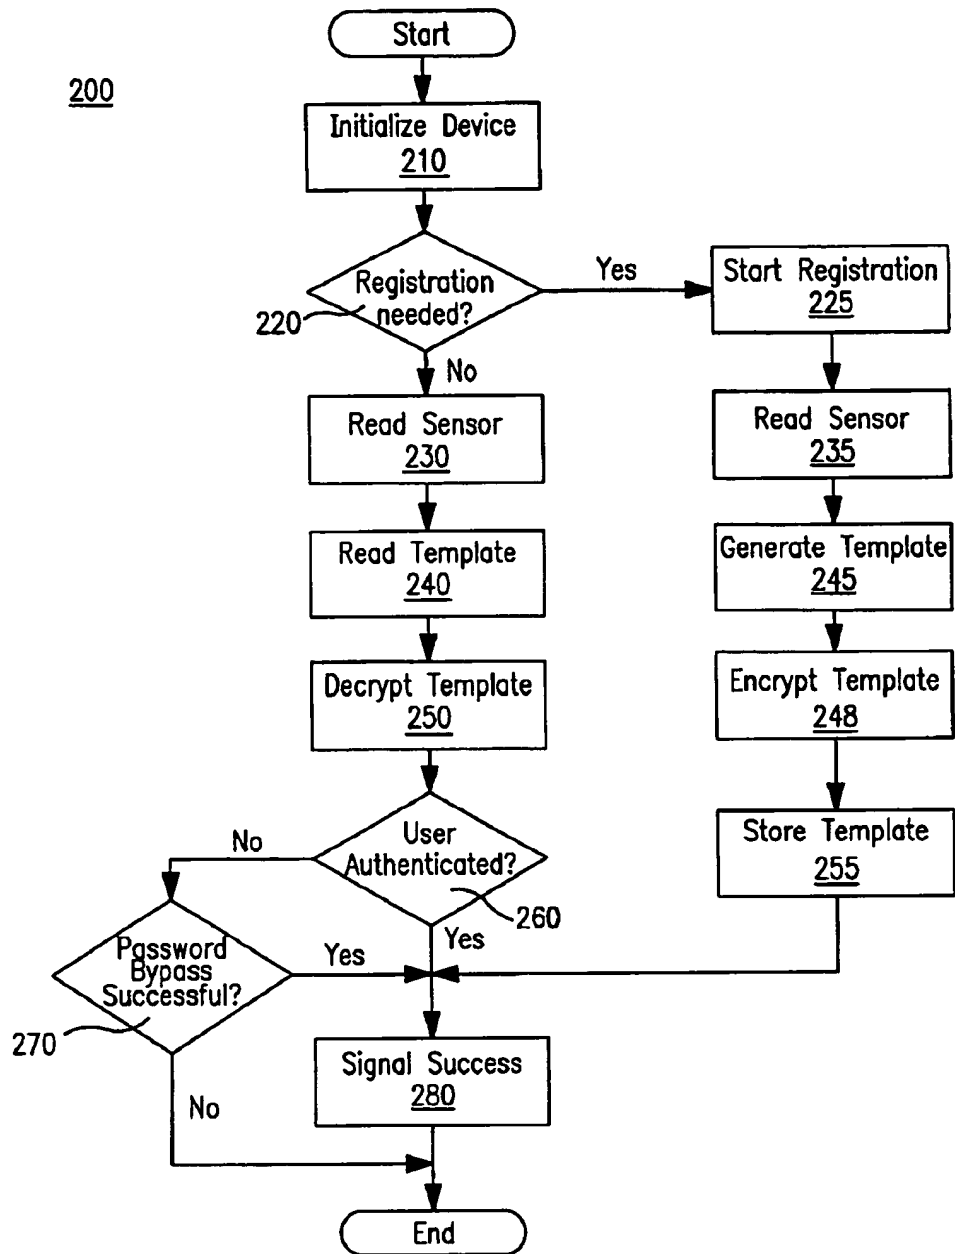 Start
200
Initialize Device
210
Registration
needed?
220
Yes
No
Start Registration
225
Read Sensor
230
Read Sensor
235
Read Template
240
Generate Template
245
Decrypt Template
250
Encrypt Template
248
User
Authenticated?
260
No
Yes
Store Template
255
Password
Bypass
Successful?
270
Yes
No
Signal Success
280
End